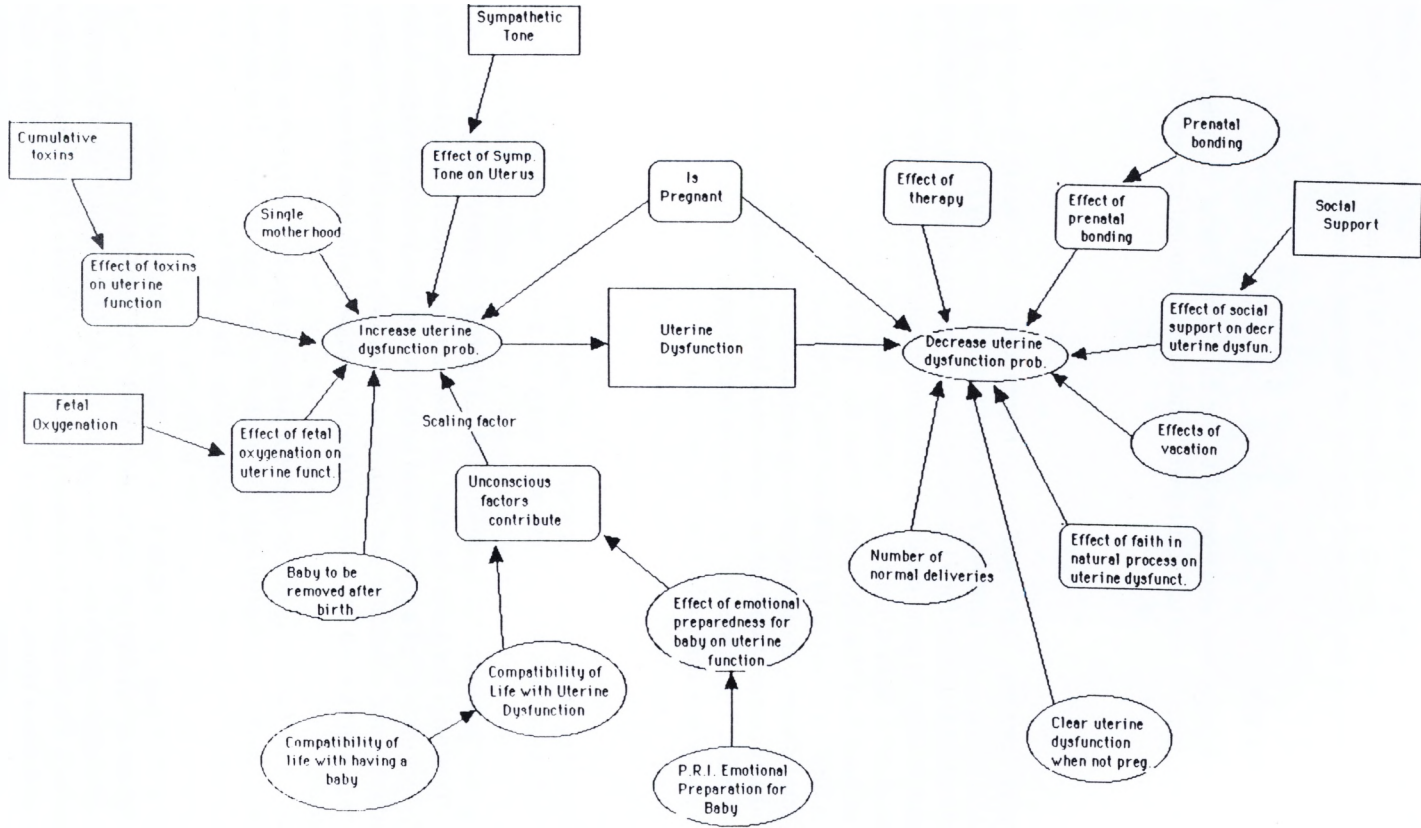 Sympathetic
Tone
Cumulative
toxins
Effect of Symp.
Tone on Uterus
Is
Pregnant
Effect of
therapy
Prenatal
bonding
Effect of
prenatal
bonding
Social
Support
Single
motherhood
Effect of toxins
on uterine
function
Increase uterine
dysfunction prob.
Uterine
Dysfunction
Decrease uterine
dysfunction prob.
Effect of social
support on decr
uterine dysfun.
Fetal
Oxygenation
Effect of fetal
oxygenation on
uterine funct.
Scaling factor
Unconscious
factors
contribute
Effects of
vacation
Baby to be
removed after
birth
Number of
normal deliveries
Effect of faith in
natural process on
uterine dysfunct.
Effect of emotional
preparedness for
baby on uterine
function
Compatibility of
Life with Uterine
Dysfunction
Compatibility of
life with having a
baby
P.R.I. Emotional
Preparation for
Baby
Clear uterine
dysfunction
when not preg.